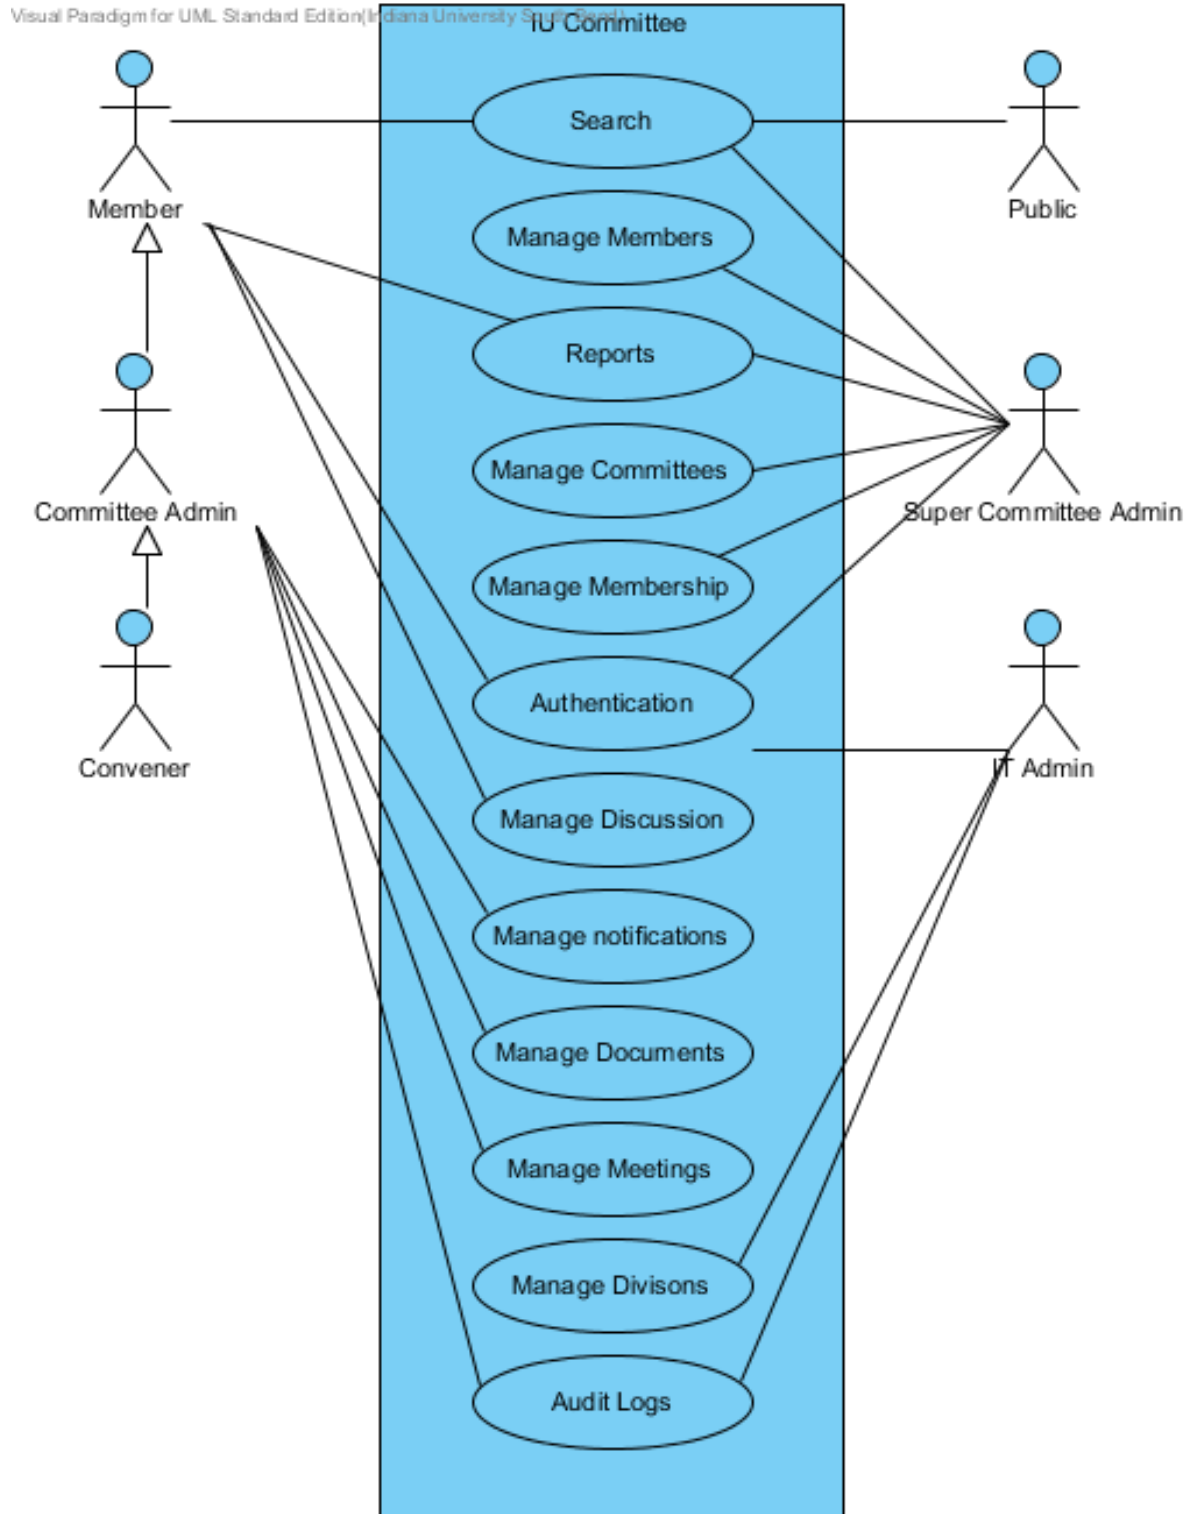 Visual Paradigm for UML Standard Edition(Indiana University South Bend)
IU Committee
Search
Member
Public
Manage Members
Reports
Manage Committees
Committee Admin
Super Committee Admin
Manage Membership
Authentication
Convener
IT Admin
Manage Discussion
Manage notifications
Manage Documents
Manage Meetings
Manage Divisons
Audit Logs